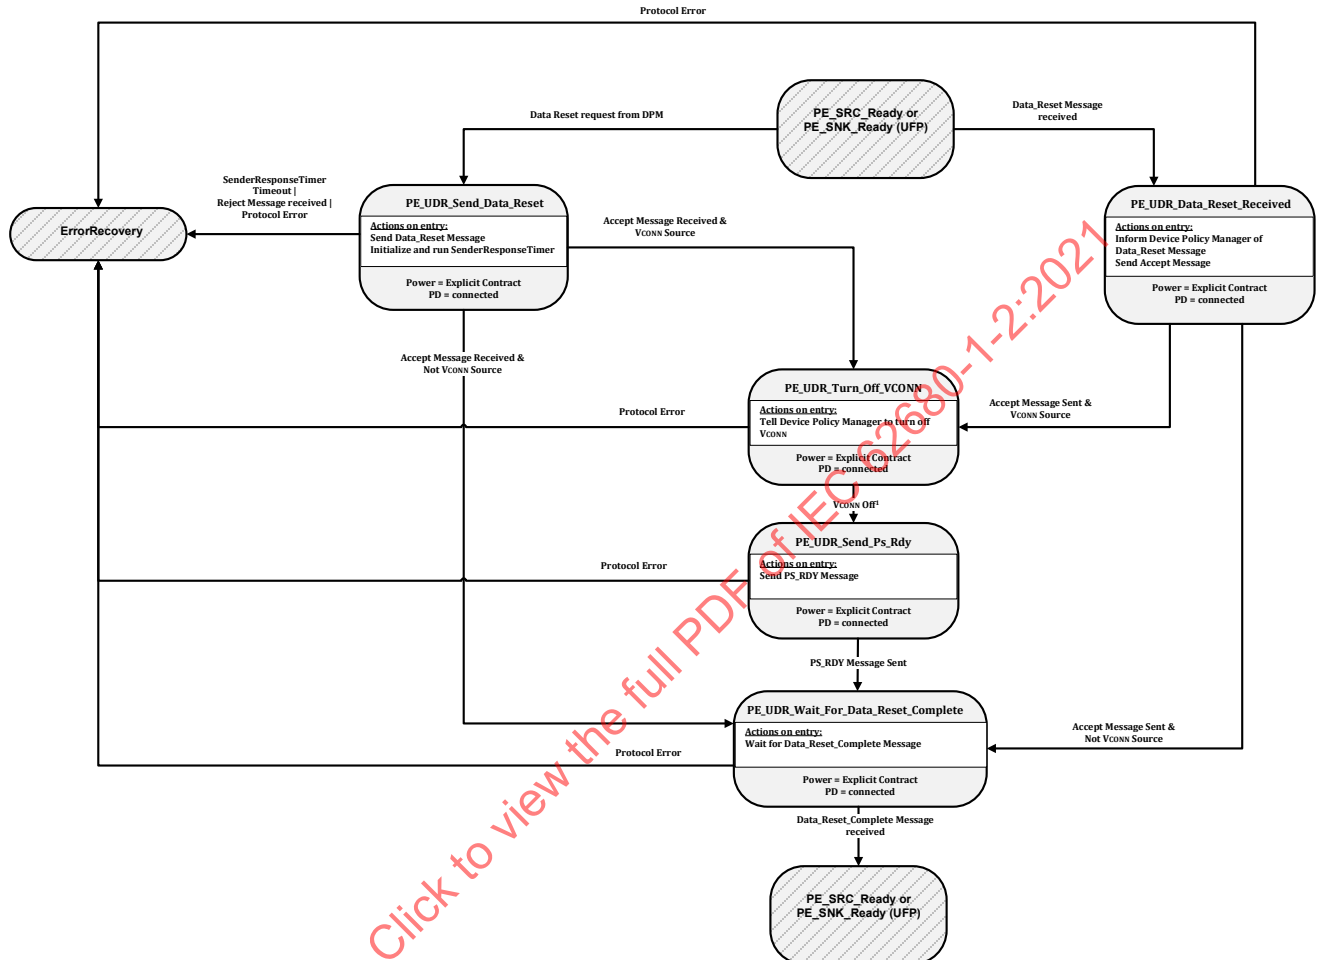 Protocol Error
PE_SRC_Ready or
PE_SNK_Ready (UFP)
Data Reset request from DPM
Data_Reset Message
received
SenderResponseTimer
Timeout |
Reject Message received |
Protocol Error
ErrorRecovery
PE_UDR_Send_Data_Reset
Actions on entry:
Send Data_Reset Message
Initialize and run SenderResponseTimer
Power = Explicit Contract
PD = connected
Accept Message Received &
VCONN Source
PE_UDR_Data_Reset_Received
Actions on entry:
Inform Device Policy Manager of
Data_Reset Message
Send Accept Message
Power = Explicit Contract
PD = connected
Accept Message Received &
Not VCONN Source
PE_UDR_Turn_Off_VCONN
Actions on entry:
Tell Device Policy Manager to turn off
VCONN
Power = Explicit Contract
PD = connected
Protocol Error
Accept Message Sent &
VCONN Source
VCONN Off¹
PE_UDR_Send_Ps_Rdy
Actions on entry:
Send PS_RDY Message
Power = Explicit Contract
PD = connected
Protocol Error
PS_RDY Message Sent
PE_UDR_Wait_For_Data_Reset_Complete
Actions on entry:
Wait for Data_Reset_Complete Message
Power = Explicit Contract
PD = connected
Protocol Error
Accept Message Sent &
Not VCONN Source
Data_Reset_Complete Message
received
PE_SRC_Ready or
PE_SNK_Ready (UFP)
Click to view the full PDF of IEC 62680-1-2:2021